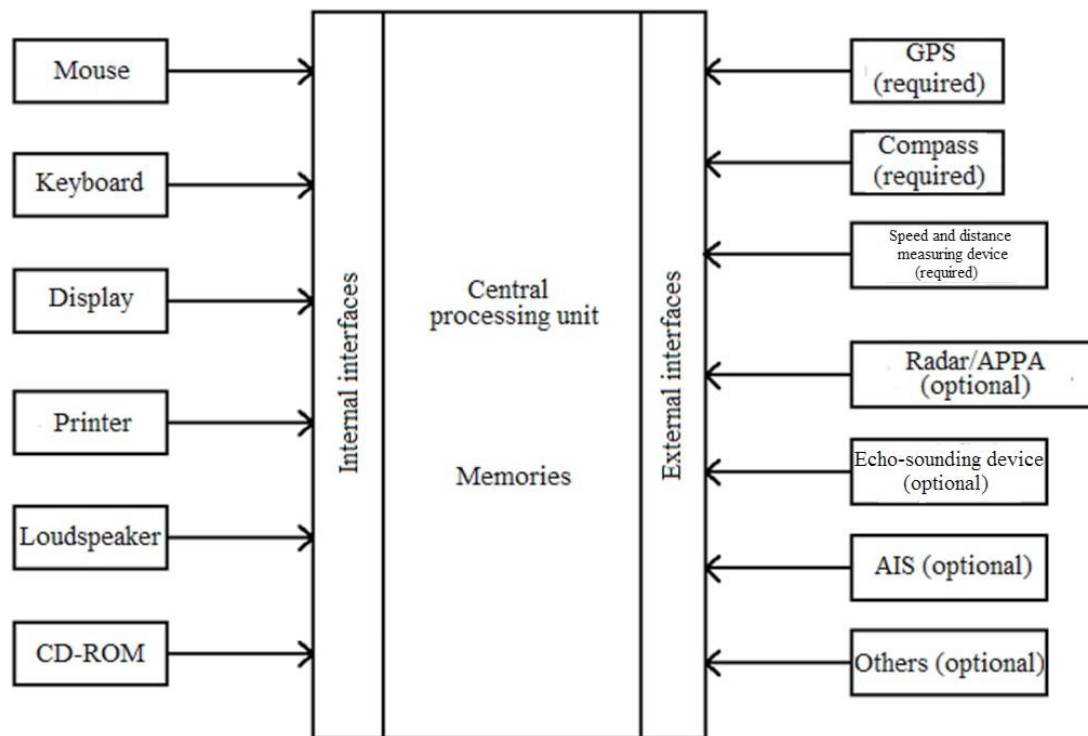 Mouse
Keyboard
Display
Printer
Loudspeaker
CD-ROM
Internal interfaces
Central
processing unit
Memories
External interfaces
GPS
(required)
Compass
(required)
Speed and distance
measuring device
(required)
Radar/APPA
(optional)
Echo-sounding device
(optional)
AIS (optional)
Others (optional)